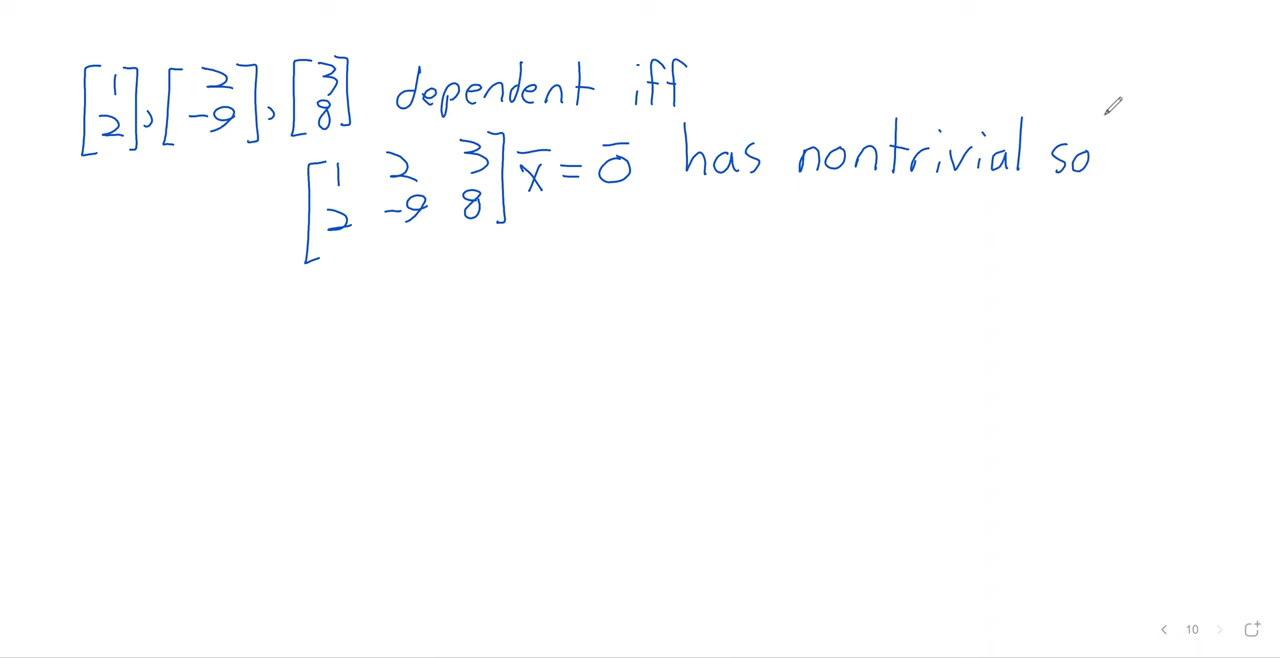 [1 2], [2 -9], [3 8] dependent iff
[1 2 3
2 -9 8] x̄ = 0̄ has nontrivial so
10